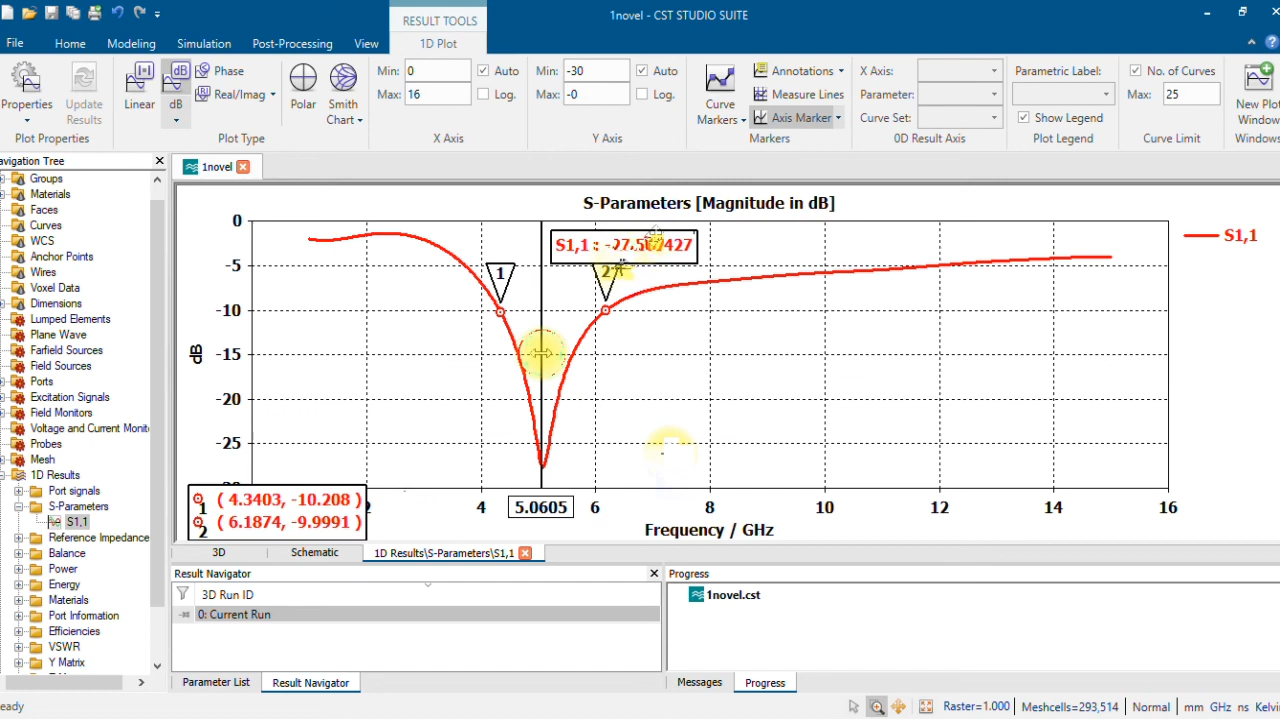 1novel - CST STUDIO SUITE
RESULT TOOLS
File Home Modeling Simulation Post-Processing View 1D Plot
Properties
Update Results
Plot Properties
Linear
dB
Phase
Real/Imag
Polar
Smith Chart
Plot Type
Min: 0 Auto
Max: 16 Log.
X Axis
Min: -30 Auto
Max: -0 Log.
Y Axis
Curve Markers
Annotations
Measure Lines
Axis Marker
Markers
X Axis:
Parameter:
Curve Set:
0D Result Axis
Parametric Label:
Show Legend
Plot Legend
No. of Curves
Max: 25
Curve Limit
New Plot
Window
Windows
avigation Tree
Groups
Materials
Faces
Curves
WCS
Anchor Points
Wires
Voxel Data
Dimensions
Lumped Elements
Plane Wave
Farfield Sources
Field Sources
Ports
Excitation Signals
Field Monitors
Voltage and Current Monit
Probes
Mesh
1D Results
Port signals
S-Parameters
S1,1
Reference Impedance
Balance
Power
Energy
Materials
Port Information
Efficiencies
VSWR
Y Matrix
1novel
S-Parameters [Magnitude in dB]
S1,1
S1,1 :
1
2
0
-5
-10
-15
-20
-25
dB
1 ( 4.3403, -10.208 )
2 ( 6.1874, -9.9991 )
2 4 5.0605 6 8 10 12 14 16
Frequency / GHz
3D Schematic 1D Results\S-Parameters\S1,1
Result Navigator
3D Run ID
0: Current Run
Parameter List Result Navigator
Progress
1novel.cst
Messages Progress
eady
Raster=1.000 Meshcells=293,514 Normal mm GHz ns Kelvi